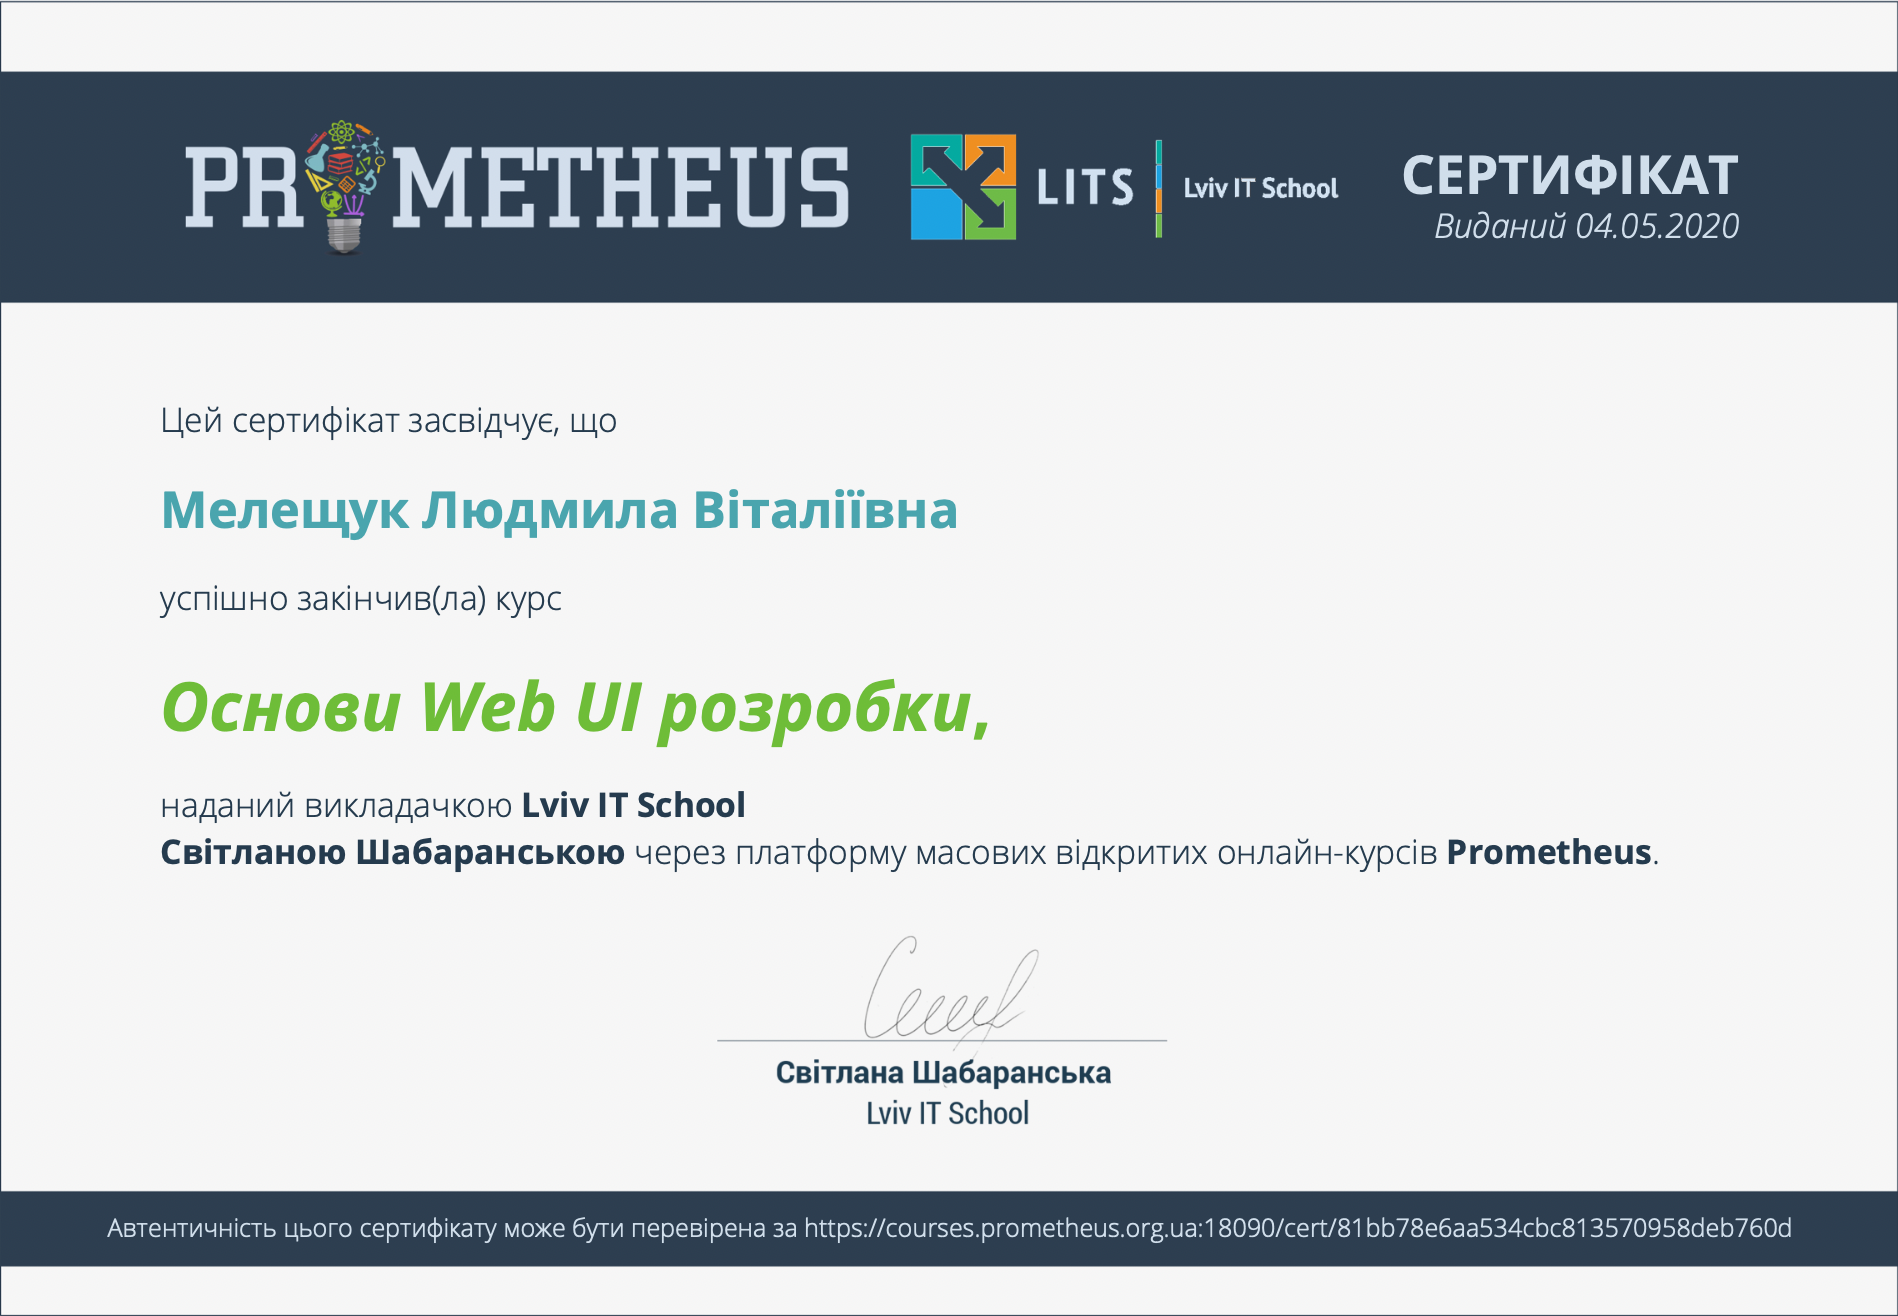 PROMETHEUS
LITS
Lviv IT School
СЕРТИФІКАТ
Виданий 04.05.2020
Цей сертифікат засвідчує, що
Мелещук Людмила Віталіївна
успішно закінчив(ла) курс
Основи Web UI розробки,
наданий викладачкою Lviv IT School
Світланою Шабаранською через платформу масових відкритих онлайн-курсів Prometheus.
Світлана Шабаранська
Lviv IT School
Автентичність цього сертифікату може бути перевірена за https://courses.prometheus.org.ua:18090/cert/81bb78e6aa534cbc813570958deb760d